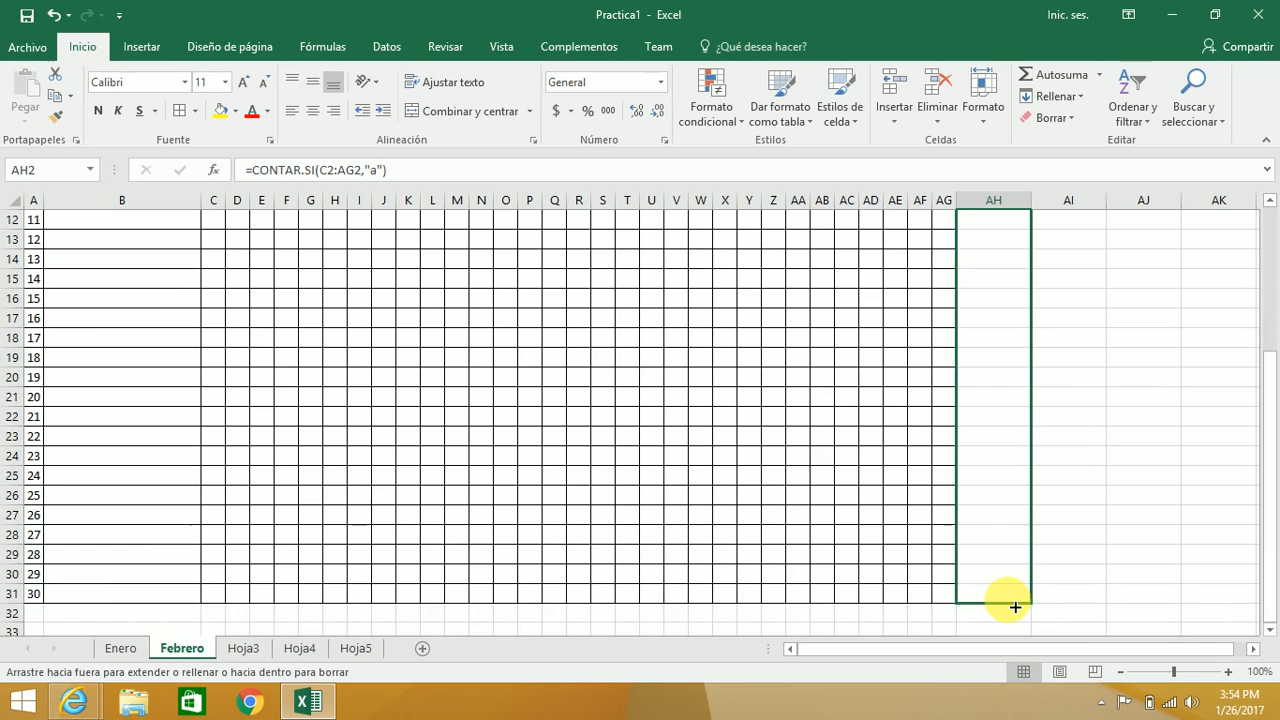 Practica1 - Excel
Inic. ses.
Archivo Inicio Insertar Diseño de página Fórmulas Datos Revisar Vista Complementos Team ¿Qué desea hacer? Compartir
Pegar
Calibri 11
N K S
Ajustar texto
Combinar y centrar
General
$ % 000
Formato condicional
Dar formato como tabla
Estilos de celda
Insertar Eliminar Formato
Autosuma
Rellenar
Borrar
Ordenar y filtrar
Buscar y seleccionar
Portapapeles Fuente Alineación Número Estilos Celdas Editar
AH2 fx =CONTAR.SI(C2:AG2,"a")
A B C D E F G H I J K L M N O P Q R S T U V W X Y Z AA AB AC AD AE AF AG AH AI AJ AK
12 11
13 12
14 13
15 14
16 15
17 16
18 17
19 18
20 19
21 20
22 21
23 22
24 23
25 24
26 25
27 26
28 27
29 28
30 29
31 30
32
33
Enero Febrero Hoja3 Hoja4 Hoja5
Arrastre hacia fuera para extender o rellenar o hacia dentro para borrar
100%
3:54 PM
1/26/2017